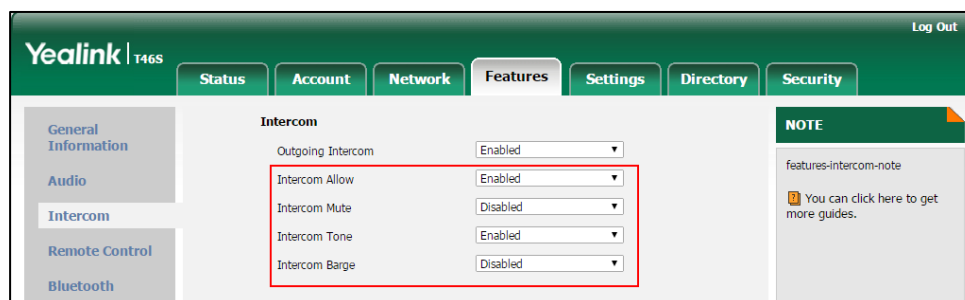 Log Out
Yealink | T46S
Status Account Network Features Settings Directory Security
General
Information
Audio
Intercom
Remote Control
Bluetooth
Intercom
Outgoing Intercom Enabled
Intercom Allow Enabled
Intercom Mute Disabled
Intercom Tone Enabled
Intercom Barge Disabled
NOTE
features-intercom-note
You can click here to get
more guides.